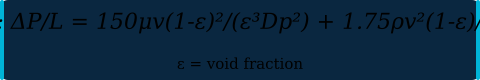 : ΔP/L = 150μv(1-ε)²/(ε³Dp²) + 1.75ρv²(1-ε)/
ε = void fraction